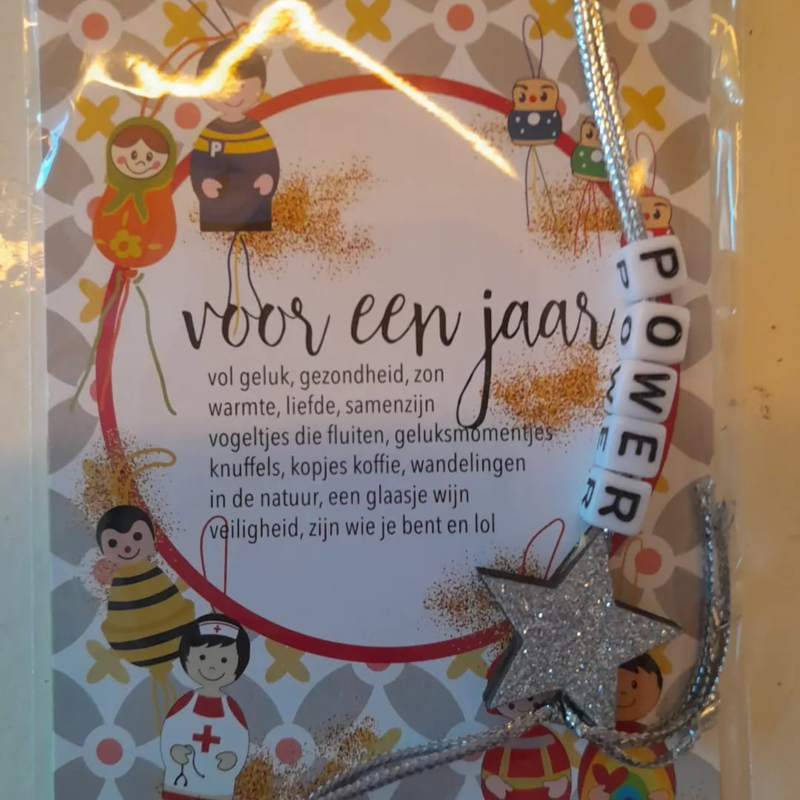 voor een jaar
vol geluk, gezondheid, zon
warmte, liefde, samenzijn
vogeltjes die fluiten, geluksmomentjes
knuffels, kopjes koffie, wandelingen
in de natuur, een glaasje wijn
veiligheid, zijn wie je bent en lol
POWER
P